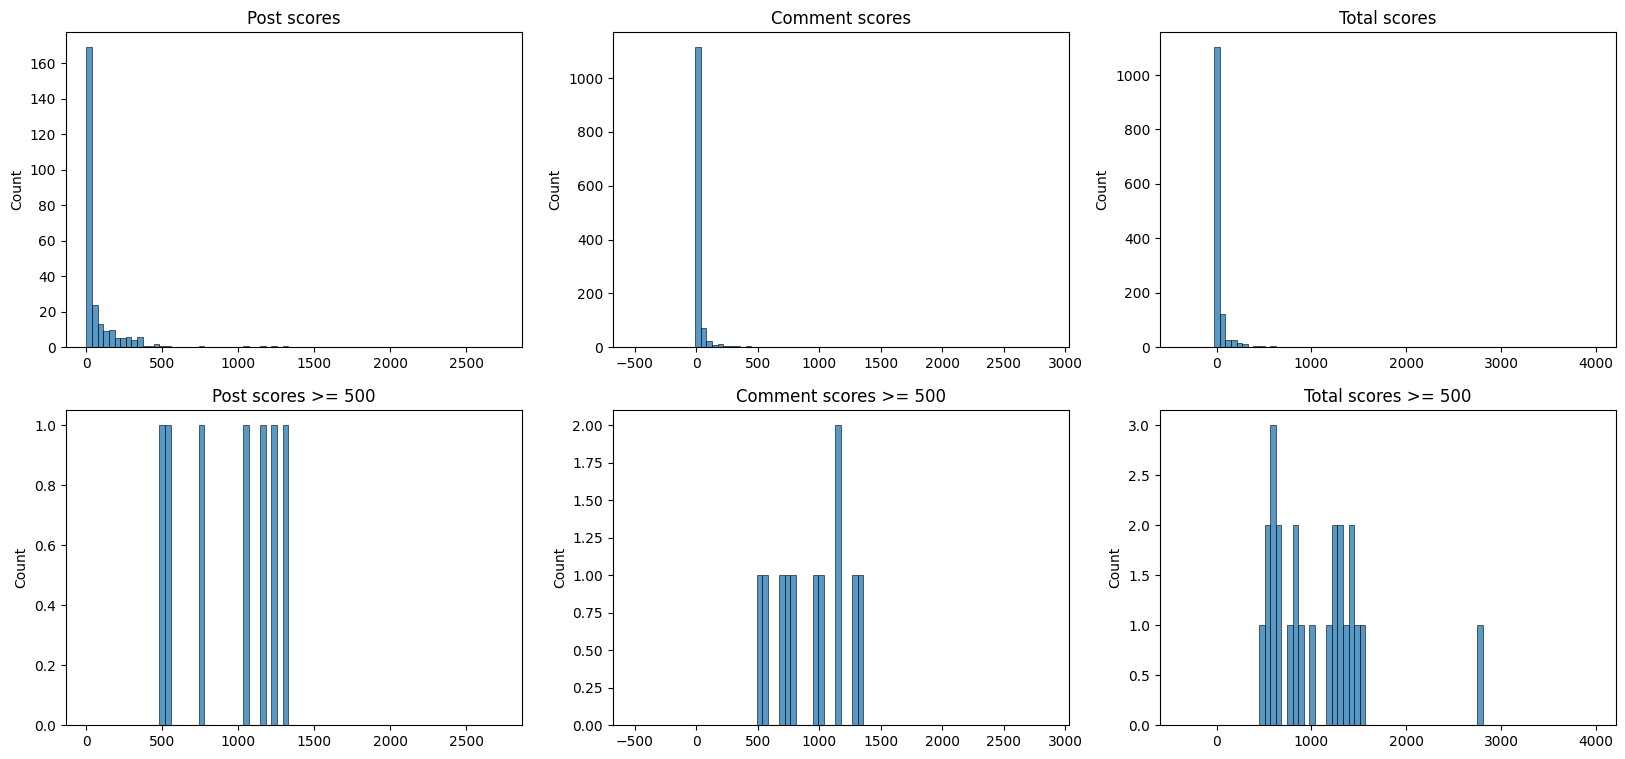 Post scores
Count
160
140
120
100
80
60
40
20
0
0 500 1000 1500 2000 2500
Comment scores
Count
1000
800
600
400
200
0
−500 0 500 1000 1500 2000 2500 3000
Total scores
Count
1000
800
600
400
200
0
0 1000 2000 3000 4000
Post scores >= 500
Count
1.0
0.8
0.6
0.4
0.2
0.0
0 500 1000 1500 2000 2500
Comment scores >= 500
Count
2.00
1.75
1.50
1.25
1.00
0.75
0.50
0.25
0.00
−500 0 500 1000 1500 2000 2500 3000
Total scores >= 500
Count
3.0
2.5
2.0
1.5
1.0
0.5
0.0
0 1000 2000 3000 4000